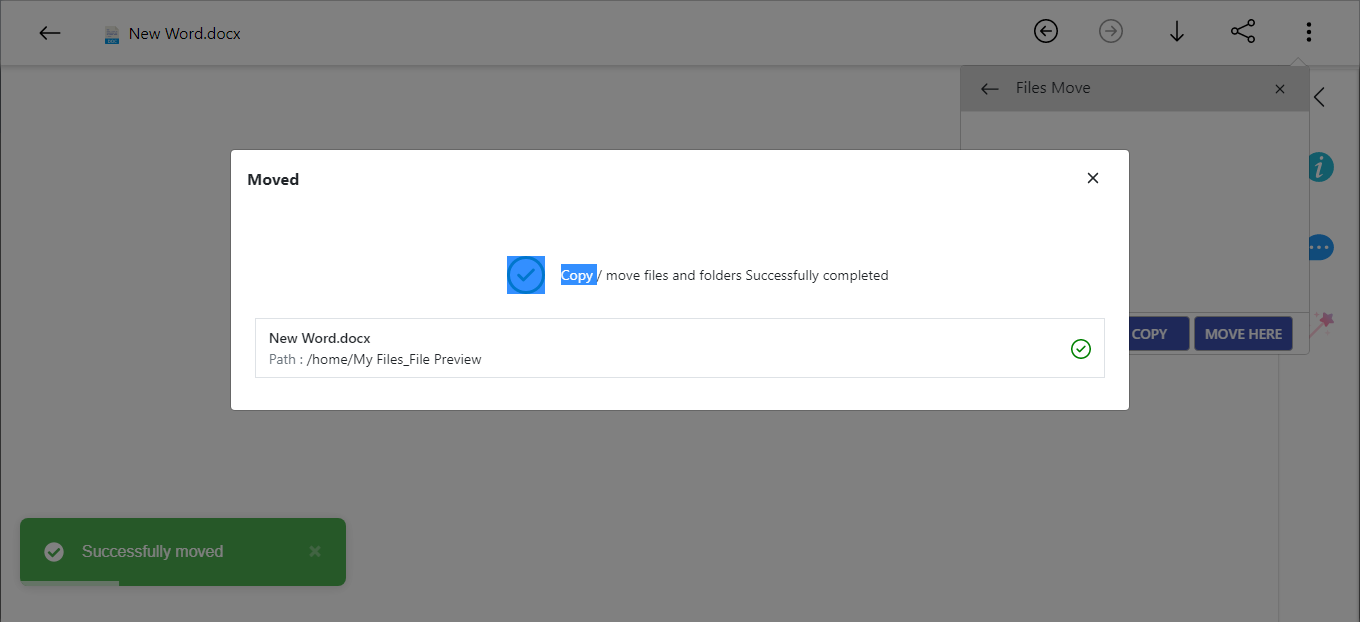 New Word.docx
Files Move
Moved
Copy / move files and folders Successfully completed
New Word.docx
Path : /home/My Files_File Preview
COPY
MOVE HERE
Successfully moved